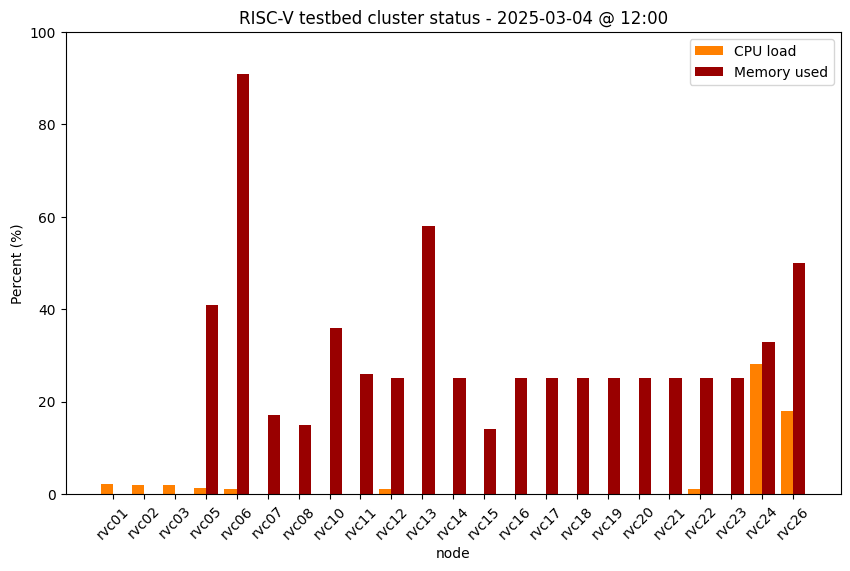 RISC-V testbed cluster status - 2025-03-04 @ 12:00
CPU load
Memory used
Percent (%)
100
80
60
40
20
0
rvc01
rvc02
rvc03
rvc05
rvc06
rvc07
rvc08
rvc10
rvc11
rvc12
rvc13
rvc14
rvc15
rvc16
rvc17
rvc18
rvc19
rvc20
rvc21
rvc22
rvc23
rvc24
rvc26
node